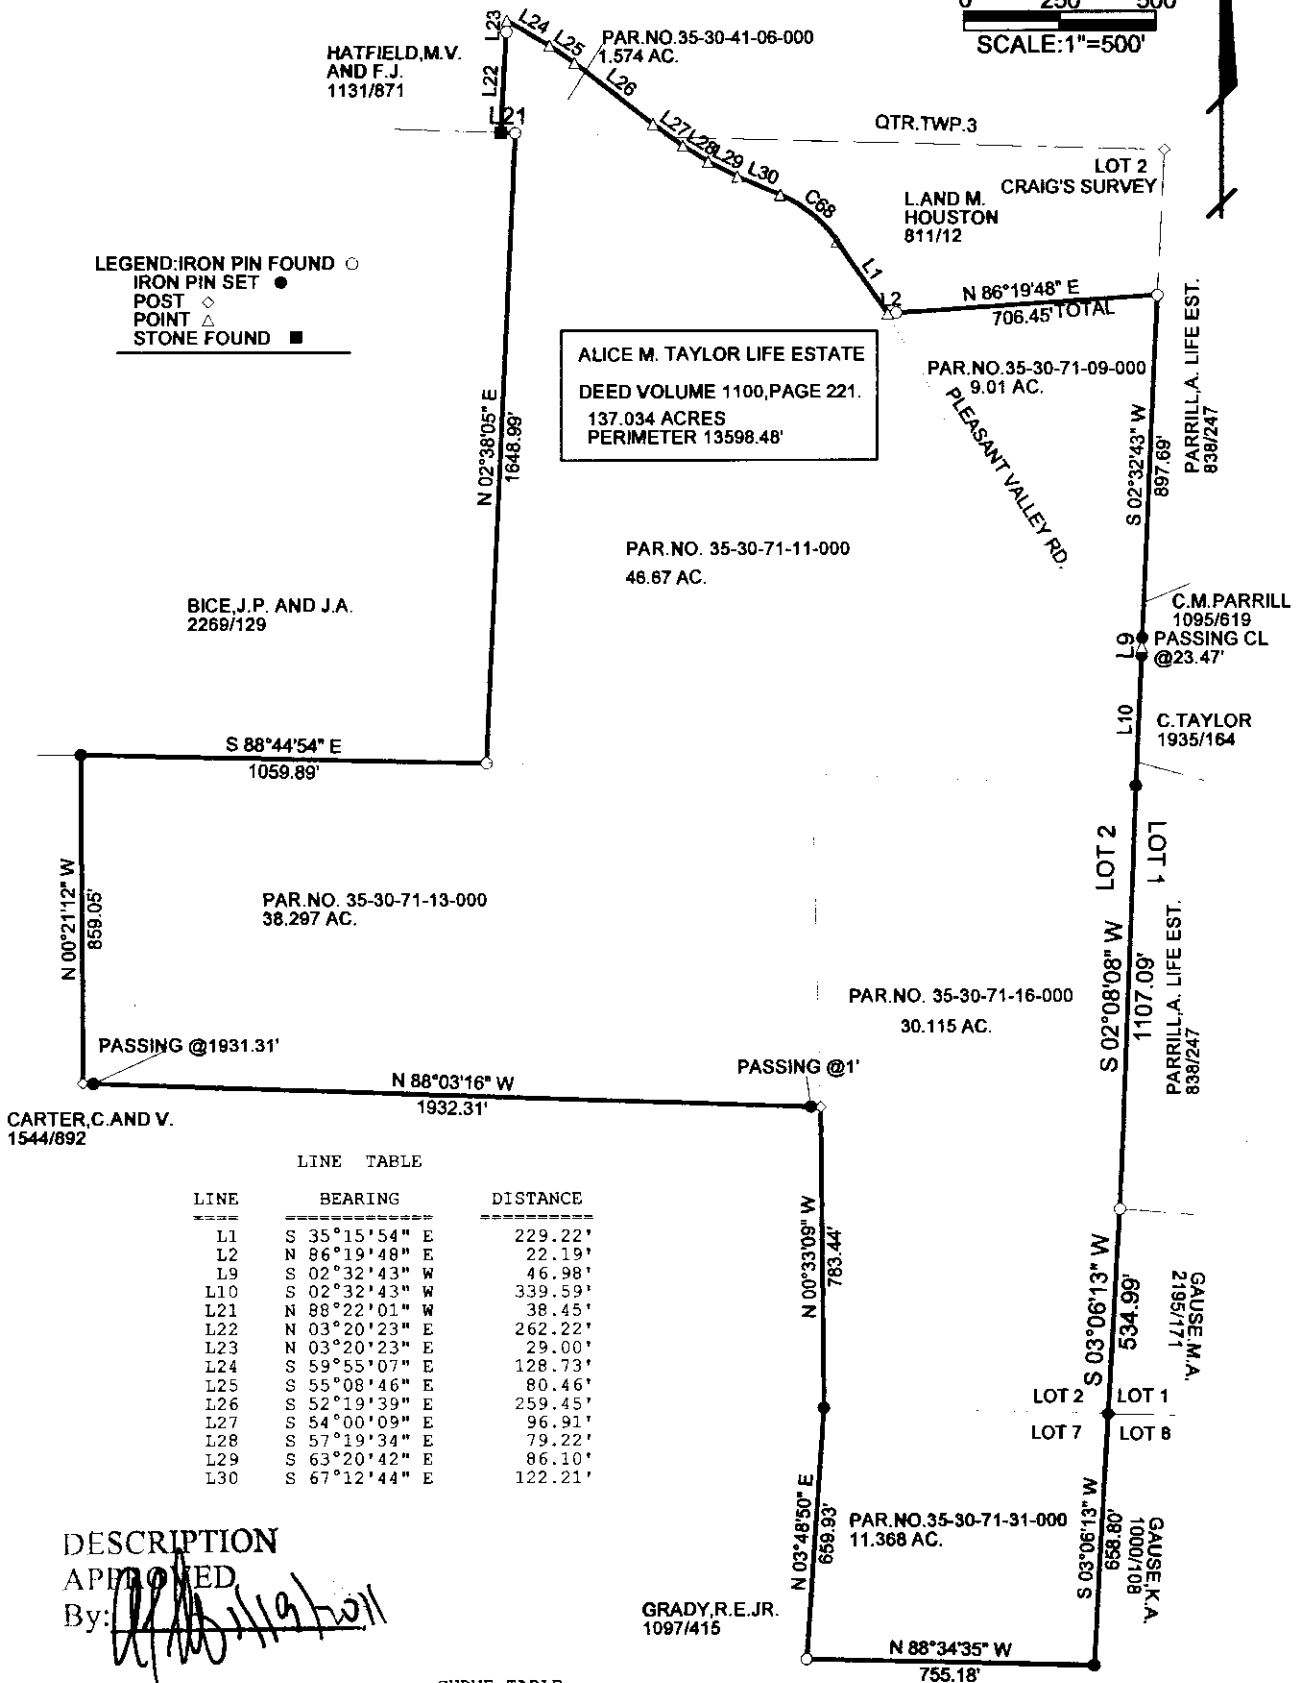 0 250 500
SCALE:1"=500'
HATFIELD,M.V.
AND F.J.
1131/871
L23
L24
L25
L22
L21
PAR.NO.35-30-41-06-000
1.574 AC.
L26
L27
L28
L29
L30
C68
L1
L2
QTR.TWP.3
LOT 2
CRAIG'S SURVEY
L.AND M.
HOUSTON
811/12
LEGEND:IRON PIN FOUND ○
IRON PIN SET ●
POST ◇
POINT △
STONE FOUND ■
N 86°19'48" E
706.45'TOTAL
ALICE M. TAYLOR LIFE ESTATE
DEED VOLUME 1100,PAGE 221.
137.034 ACRES
PERIMETER 13598.48'
PAR.NO.35-30-71-09-000
9.01 AC.
PLEASANT VALLEY RD.
S 02°32'43" W
897.69'
PARRILL,A. LIFE EST.
838/247
N 02°38'05" E
1648.99'
PAR.NO. 35-30-71-11-000
46.67 AC.
BICE,J.P. AND J.A.
2269/129
C.M.PARRILL
1095/619
L9
PASSING CL
@23.47'
L10
C.TAYLOR
1935/164
S 88°44'54" E
1059.89'
LOT 2
LOT 1
N 00°21'12" W
859.05'
PAR.NO. 35-30-71-13-000
38.297 AC.
S 02°08'08" W
1107.09'
PARRILL,A. LIFE EST.
838/247
PAR.NO. 35-30-71-16-000
30.115 AC.
PASSING @1931.31'
PASSING @1'
N 88°03'16" W
1932.31'
CARTER,C.AND V.
1544/892
LINE TABLE
LINE BEARING DISTANCE
==== ============= ==========
L1 S 35°15'54" E 229.22'
L2 N 86°19'48" E 22.19'
L9 S 02°32'43" W 46.98'
L10 S 02°32'43" W 339.59'
L21 N 88°22'01" W 38.45'
L22 N 03°20'23" E 262.22'
L23 N 03°20'23" E 29.00'
L24 S 59°55'07" E 128.73'
L25 S 55°08'46" E 80.46'
L26 S 52°19'39" E 259.45'
L27 S 54°00'09" E 96.91'
L28 S 57°19'34" E 79.22'
L29 S 63°20'42" E 86.10'
L30 S 67°12'44" E 122.21'
N 00°33'09" W
783.44'
S 03°06'13" W
534.99'
GAUSE,M.A.
2195/171
LOT 2 LOT 1
LOT 7 LOT 8
N 03°48'50" E
659.93'
PAR.NO.35-30-71-31-000
11.368 AC.
S 03°06'13" W
658.80'
GAUSE,K.A.
1000/108
DESCRIPTION
APPROVED
By:
GRADY,R.E.JR.
1097/415
N 88°34'35" W
755.18'
CURVE TABLE